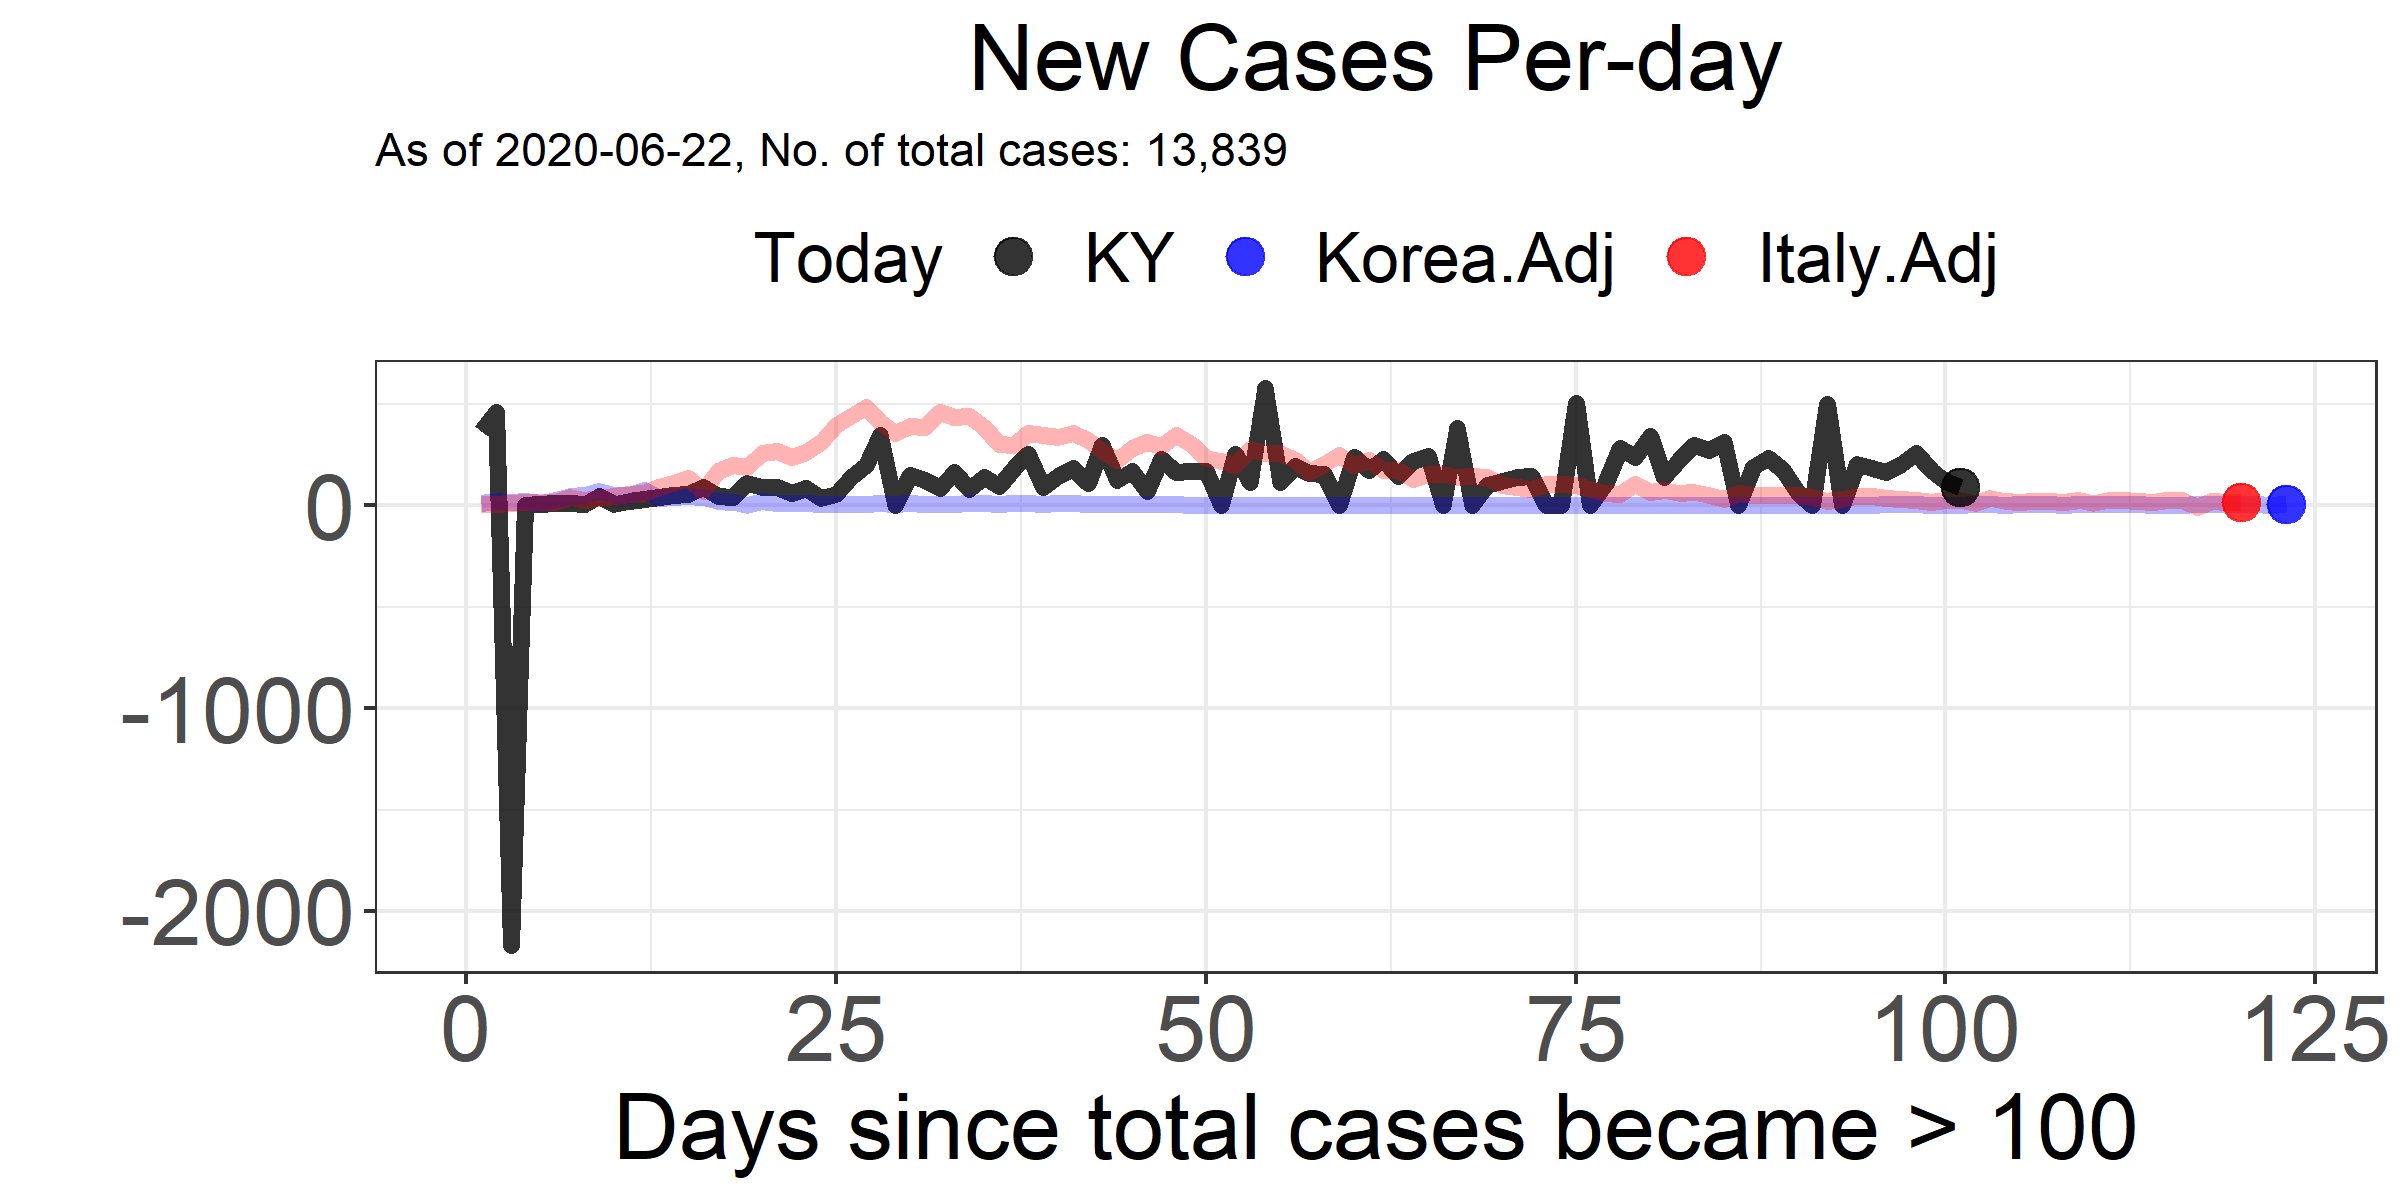 New Cases Per-day
As of 2020-06-22, No. of total cases: 13,839
Today KY Korea.Adj Italy.Adj
0
-1000
-2000
0 25 50 75 100 125
Days since total cases became > 100